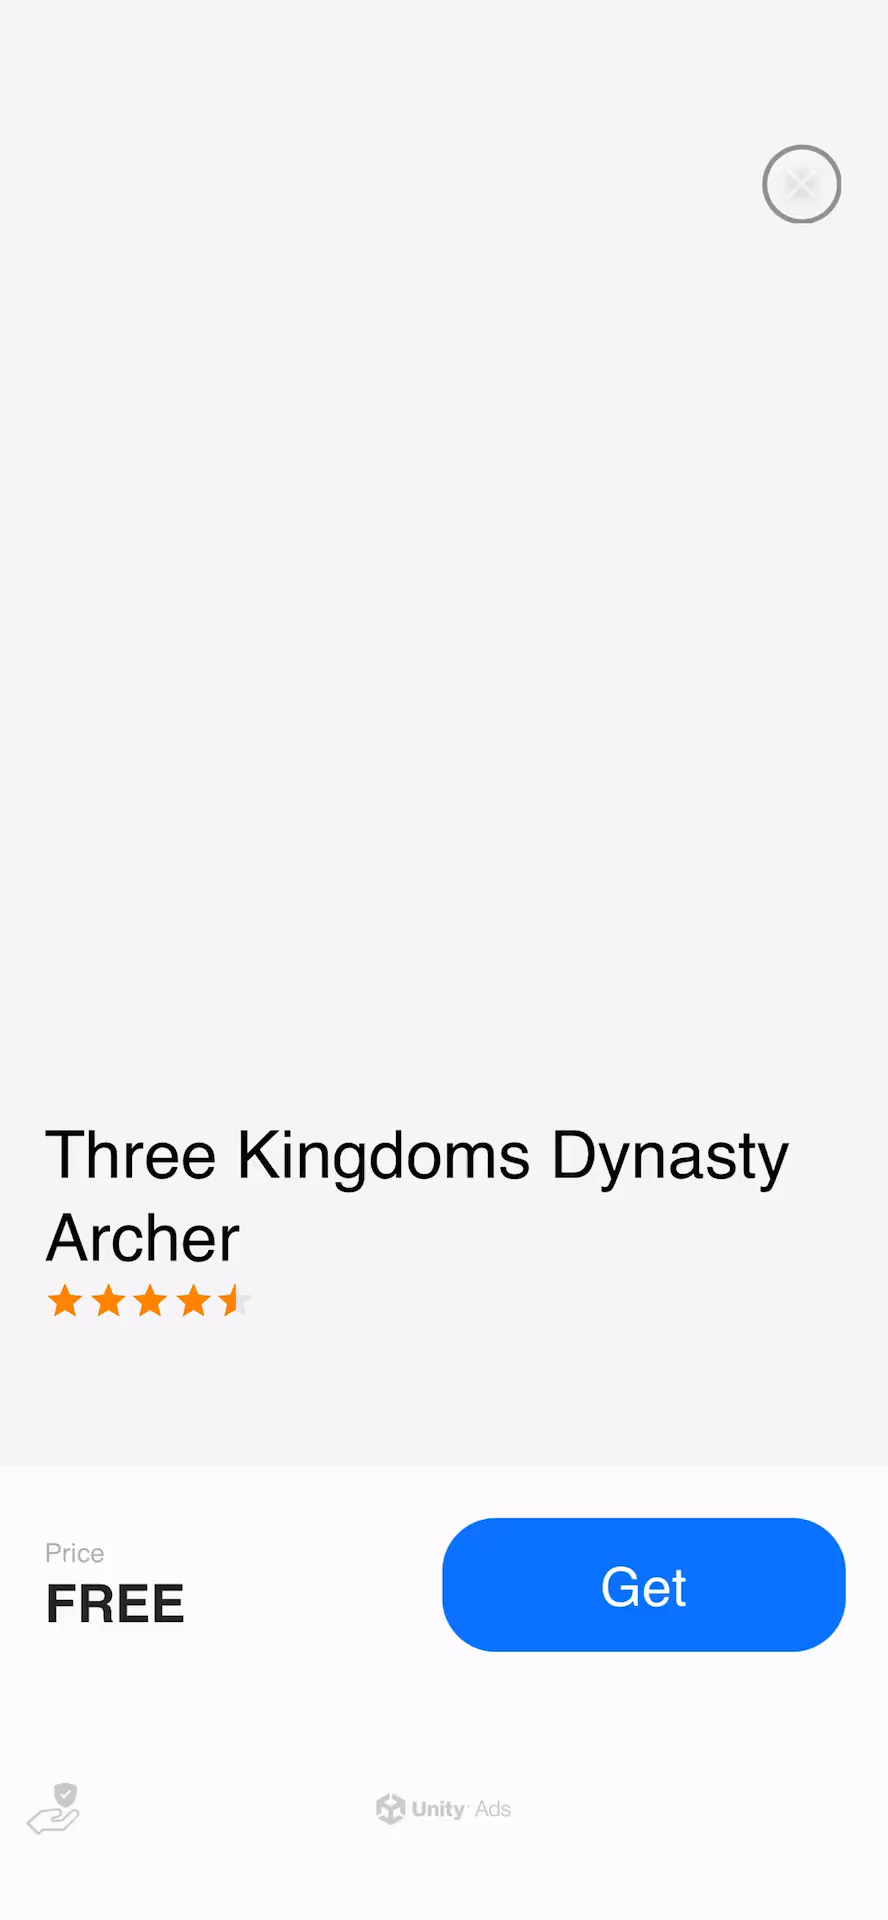 Three Kingdoms Dynasty
Archer
Price
FREE
Get
Unity Ads